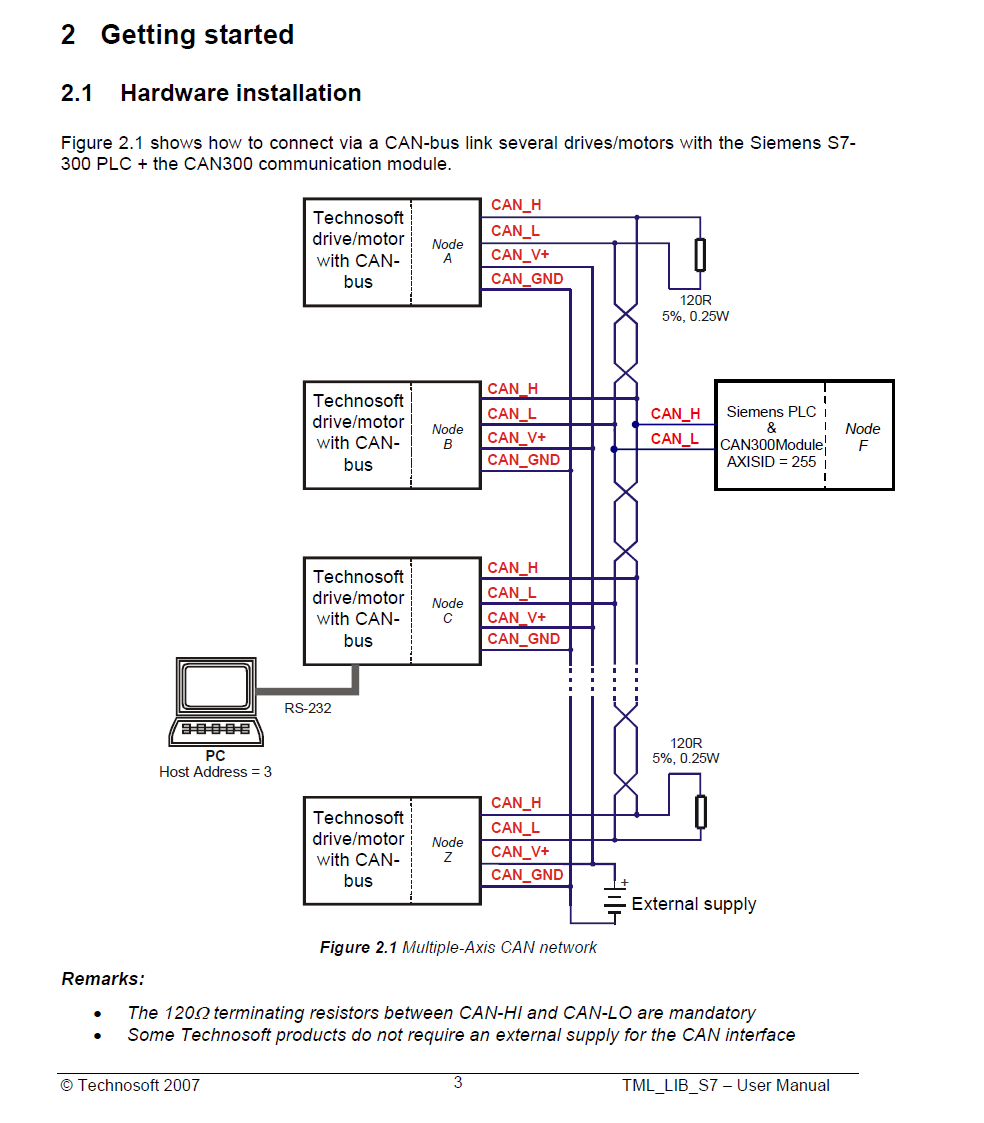 2 Getting started
2.1 Hardware installation
Figure 2.1 shows how to connect via a CAN-bus link several drives/motors with the Siemens S7-
300 PLC + the CAN300 communication module.
Technosoft
drive/motor
with CAN-
bus
Node
A
CAN_H
CAN_L
CAN_V+
CAN_GND
120R
5%, 0.25W
Technosoft
drive/motor
with CAN-
bus
Node
B
CAN_H
CAN_L
CAN_V+
CAN_GND
CAN_H
CAN_L
Siemens PLC
&
CAN300Module
AXISID = 255
Node
F
Technosoft
drive/motor
with CAN-
bus
Node
C
CAN_H
CAN_L
CAN_V+
CAN_GND
RS-232
PC
Host Address = 3
120R
5%, 0.25W
Technosoft
drive/motor
with CAN-
bus
Node
Z
CAN_H
CAN_L
CAN_V+
CAN_GND
+
External supply
Figure 2.1 Multiple-Axis CAN network
Remarks:
• The 120Ω terminating resistors between CAN-HI and CAN-LO are mandatory
• Some Technosoft products do not require an external supply for the CAN interface
© Technosoft 2007
3
TML_LIB_S7 – User Manual